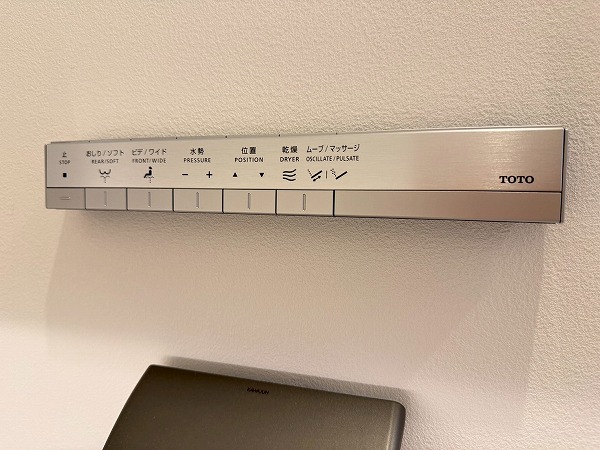 止
STOP
おしり/ソフト
REAR/SOFT
ビデ/ワイド
FRONT/WIDE
水勢
PRESSURE
− +
位置
POSITION
▲ ▼
乾燥
DRYER
ムーブ/マッサージ
OSCILLATE/PULSATE
TOTO